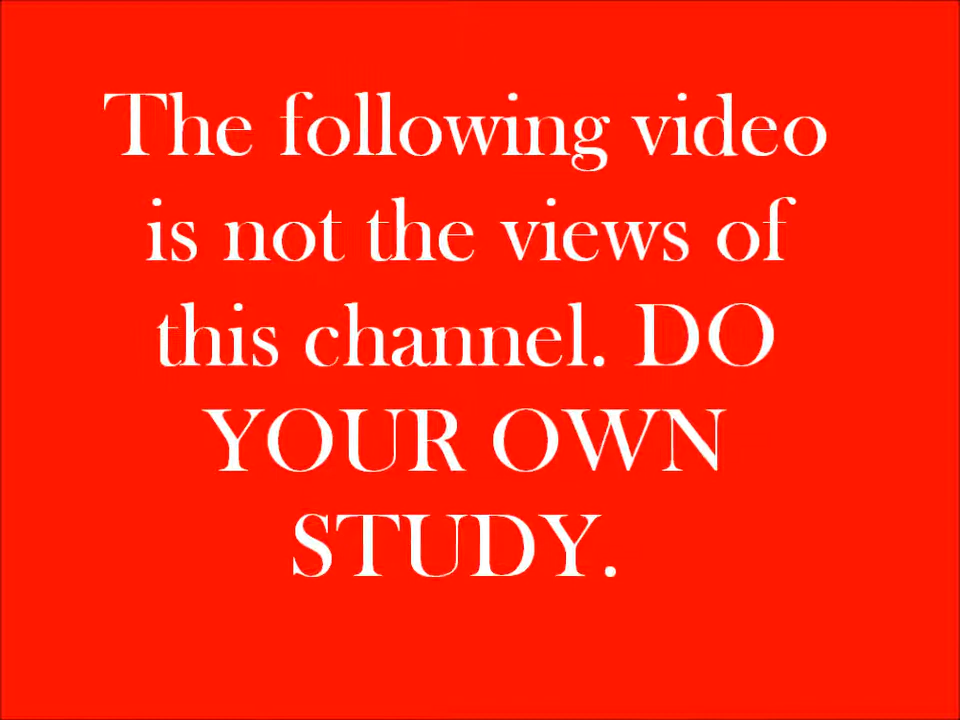 The following video
is not the views of
this channel. DO
YOUR OWN
STUDY.